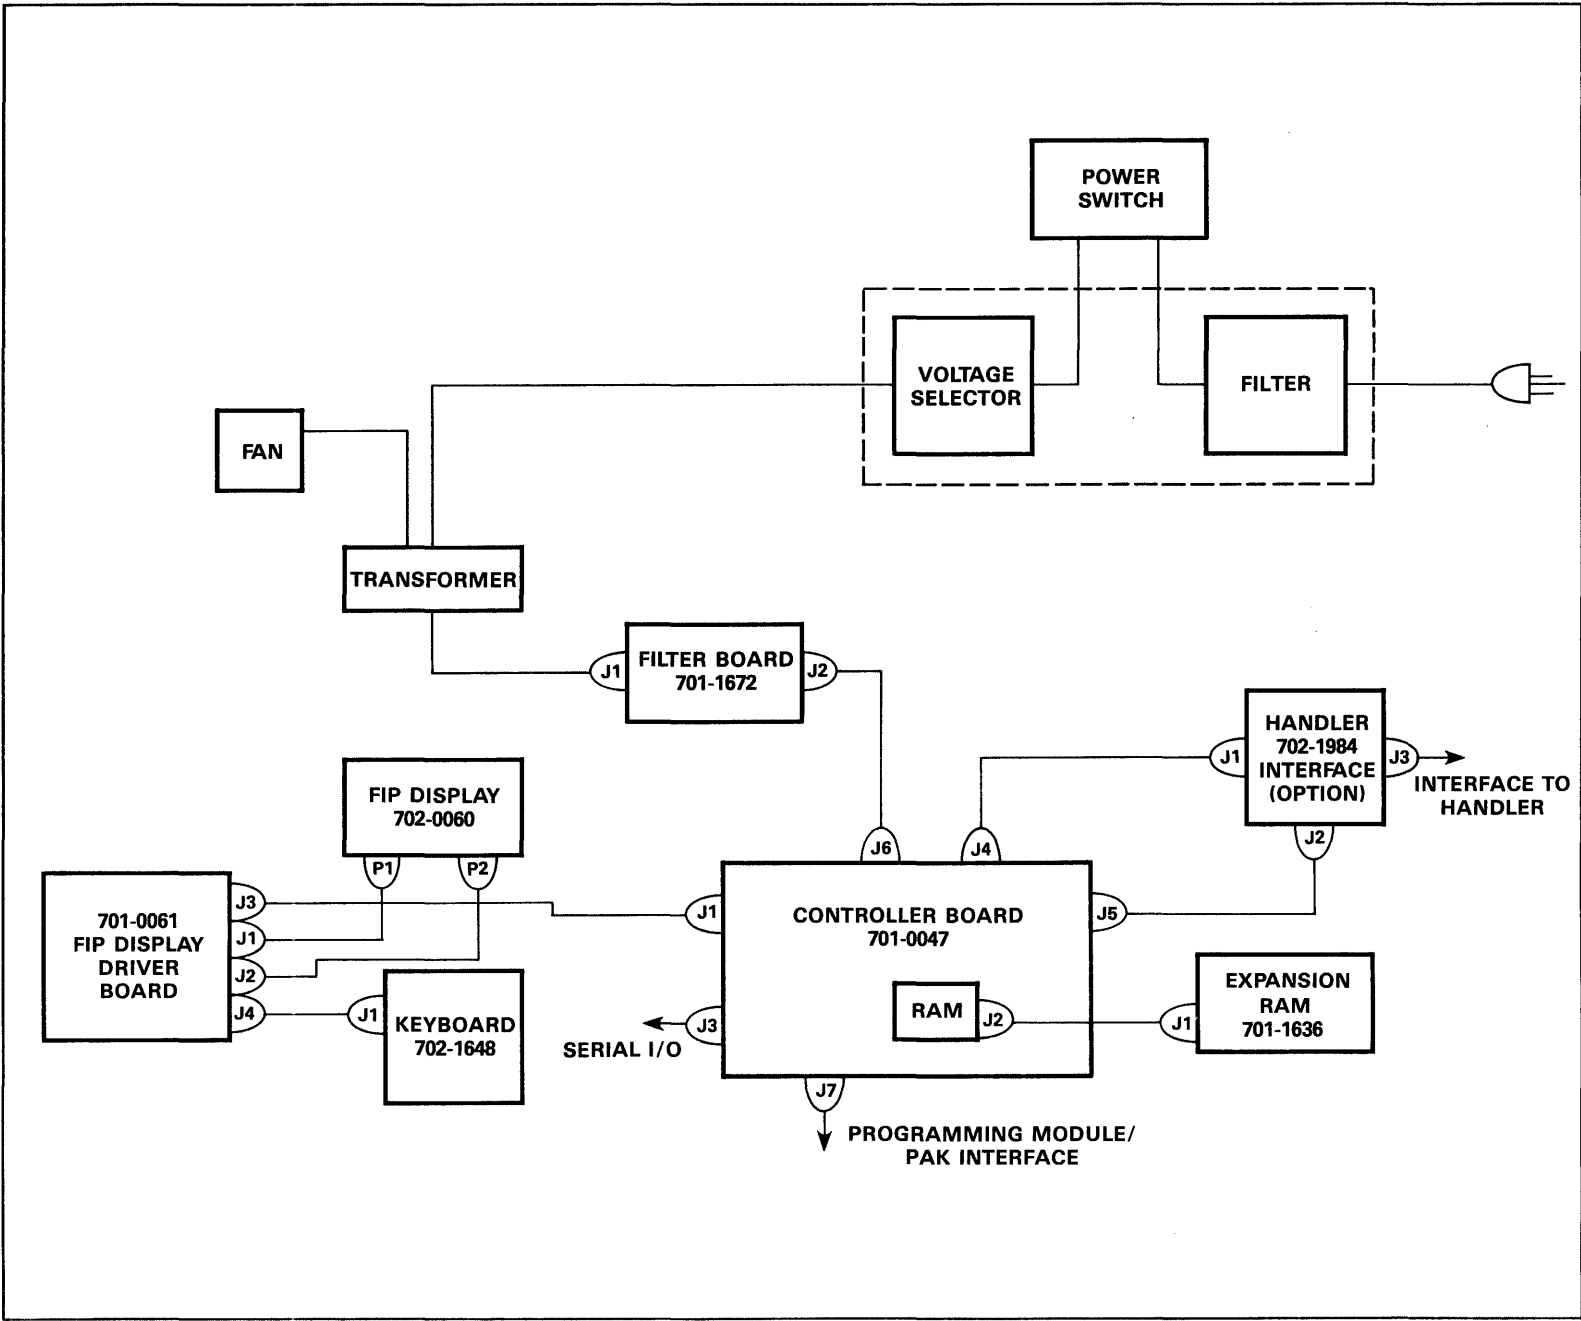 POWER
SWITCH
VOLTAGE
SELECTOR
FILTER
FAN
TRANSFORMER
J1
FILTER BOARD
701-1672
J2
HANDLER
702-1984
INTERFACE
(OPTION)
J1
J3
J2
INTERFACE TO
HANDLER
FIP DISPLAY
702-0060
P1
P2
701-0061
FIP DISPLAY
DRIVER
BOARD
J3
J1
J2
J4
J1
KEYBOARD
702-1648
J6
J4
J1
CONTROLLER BOARD
701-0047
J5
RAM
J2
J1
EXPANSION
RAM
701-1636
J3
SERIAL I/O
J7
PROGRAMMING MODULE/
PAK INTERFACE